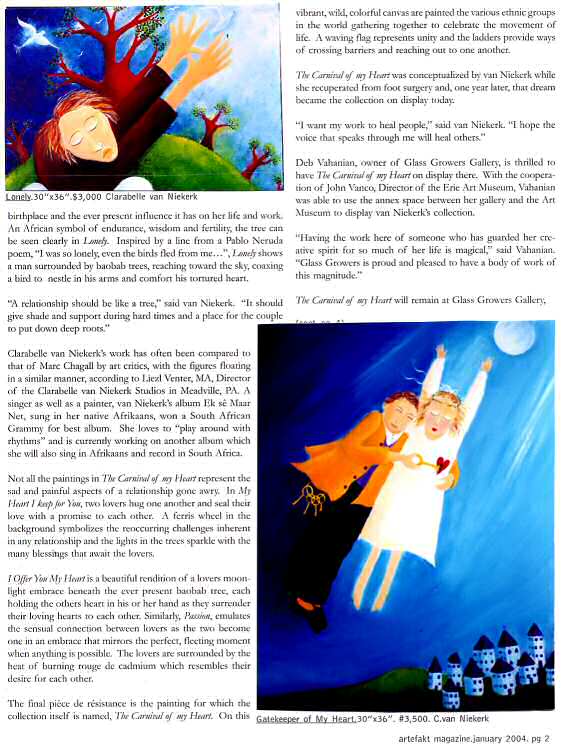 Lonely.30"x36".$3,000 Clarabelle van Niekerk
birthplace and the ever present influence it has on her life and work.
An African symbol of endurance, wisdom and fertility, the tree can
be seen clearly in Lonely. Inspired by a line from a Pablo Neruda
poem, "I was so lonely, even the birds fled from me…", Lonely shows
a man surrounded by baobab trees, reaching toward the sky, coaxing
a bird to nestle in his arms and comfort his tortured heart.
"A relationship should be like a tree," said van Niekerk. "It should
give shade and support during hard times and a place for the couple
to put down deep roots."
Clarabelle van Niekerk's work has often been compared to
that of Marc Chagall by art critics, with the figures floating
in a similar manner, according to Liezl Venter, MA, Director
of the Clarabelle van Niekerk Studios in Meadville, PA. A
singer as well as a painter, van Niekerk's album Ek sê Maar
Net, sung in her native Afrikaans, won a South African
Grammy for best album. She loves to "play around with
rhythms" and is currently working on another album which
she will also sing in Afrikaans and record in South Africa.
Not all the paintings in The Carnival of my Heart represent the
sad and painful aspects of a relationship gone awry. In My
Heart I keep for You, two lovers hug one another and seal their
love with a promise to each other. A ferris wheel in the
background symbolizes the reoccurring challenges inherent
in any relationship and the lights in the trees sparkle with the
many blessings that await the lovers.
I Offer You My Heart is a beautiful rendition of a lovers moon-
light embrace beneath the ever present baobab tree, each
holding the others heart in his or her hand as they surrender
their loving hearts to each other. Similarly, Passion, emulates
the sensual connection between lovers as the two become
one in an embrace that mirrors the perfect, fleeting moment
when anything is possible. The lovers are surrounded by the
heat of burning rouge de cadmium which resembles their
desire for each other.
The final pièce de résistance is the painting for which the
collection itself is named, The Carnival of my Heart. On this
vibrant, wild, colorful canvas are painted the various ethnic groups
in the world gathering together to celebrate the movement of
life. A waving flag represents unity and the ladders provide ways
of crossing barriers and reaching out to one another.
The Carnival of my Heart was conceptualized by van Niekerk while
she recuperated from foot surgery and, one year later, that dream
became the collection on display today.
"I want my work to heal people," said van Niekerk. "I hope the
voice that speaks through me will heal others."
Deb Vahanian, owner of Glass Growers Gallery, is thrilled to
have The Carnival of my Heart on display there. With the coopera-
tion of John Vanco, Director of the Erie Art Museum, Vahanian
was able to use the annex space between her gallery and the Art
Museum to display van Niekerk's collection.
"Having the work here of someone who has guarded her cre-
ative spirit for so much of her life is magical," said Vahanian.
"Glass Growers is proud and pleased to have a body of work of
this magnitude."
The Carnival of my Heart will remain at Glass Growers Gallery,
Gatekeeper of My Heart.30"x36". #3,500. C.van Niekerk
artefakt magazine.january 2004. pg 2